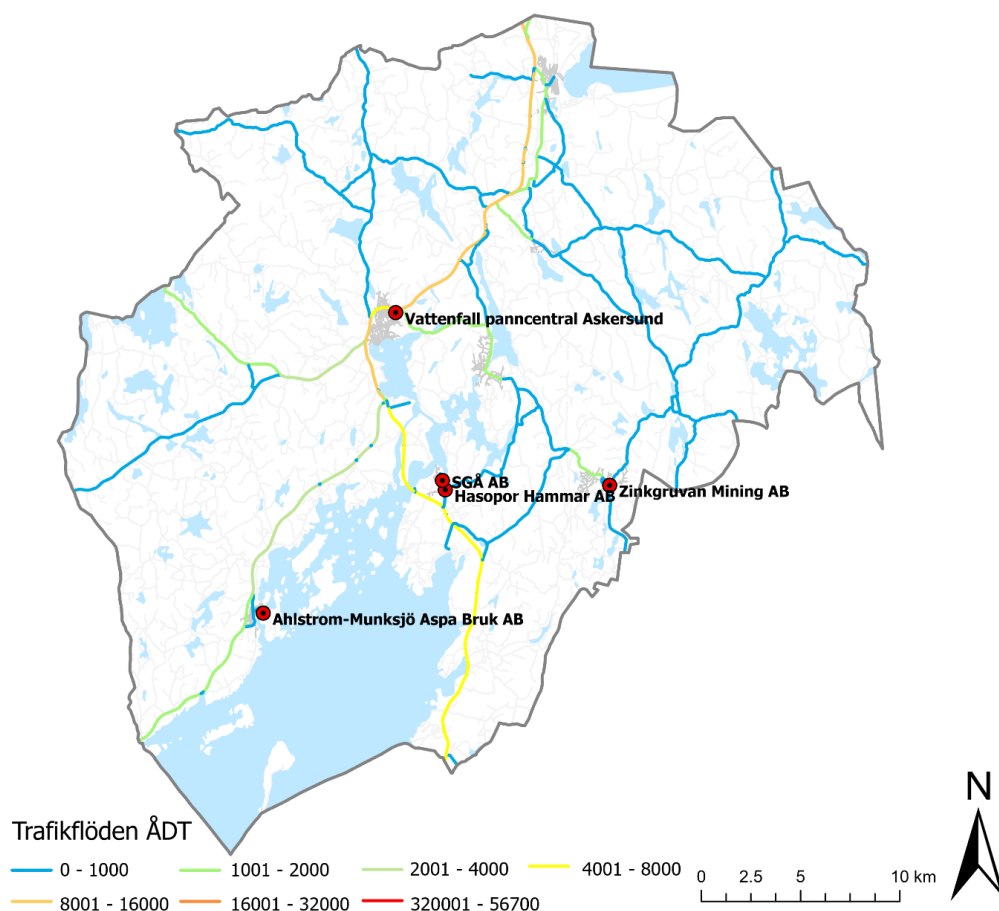 Vattenfall panncentral Askersund
SGÅ AB
Hasopor Hammar AB
Zinkgruvan Mining AB
Ahlstrom-Munksjö Aspa Bruk AB
N
Trafikflöden ÅDT
0 - 1000
1001 - 2000
2001 - 4000
4001 - 8000
8001 - 16000
16001 - 32000
320001 - 56700
0 2.5 5 10 km